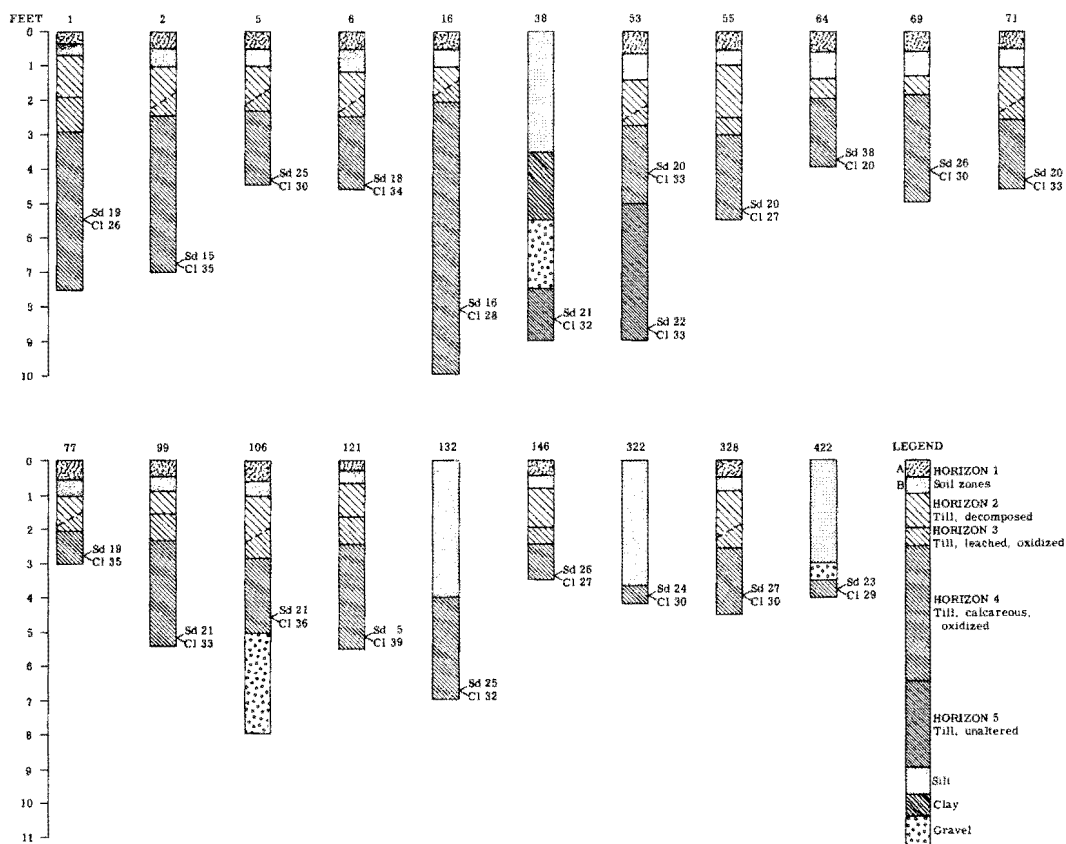 FEET 1 2 5 6 16 38 53 55 64 69 71
0
1
2
3
4
5
6
7
8
9
10
Sd 19
Cl 26
Sd 15
Cl 35
Sd 25
Cl 30
Sd 18
Cl 34
Sd 16
Cl 28
Sd 21
Cl 32
Sd 20
Cl 33
Sd 22
Cl 33
Sd 20
Cl 27
Sd 38
Cl 20
Sd 26
Cl 30
Sd 20
Cl 33
77 99 106 121 132 146 322 328 422 LEGEND
0
1
2
3
4
5
6
7
8
9
10
11
Sd 19
Cl 35
Sd 21
Cl 33
Sd 21
Cl 36
Sd 5
Cl 39
Sd 25
Cl 32
Sd 26
Cl 27
Sd 24
Cl 30
Sd 27
Cl 30
Sd 23
Cl 29
A
HORIZON 1
B
Soil zones
HORIZON 2
Till, decomposed
HORIZON 3
Till, leached, oxidized
HORIZON 4
Till, calcareous,
oxidized
HORIZON 5
Till, unaltered
Silt
Clay
Gravel